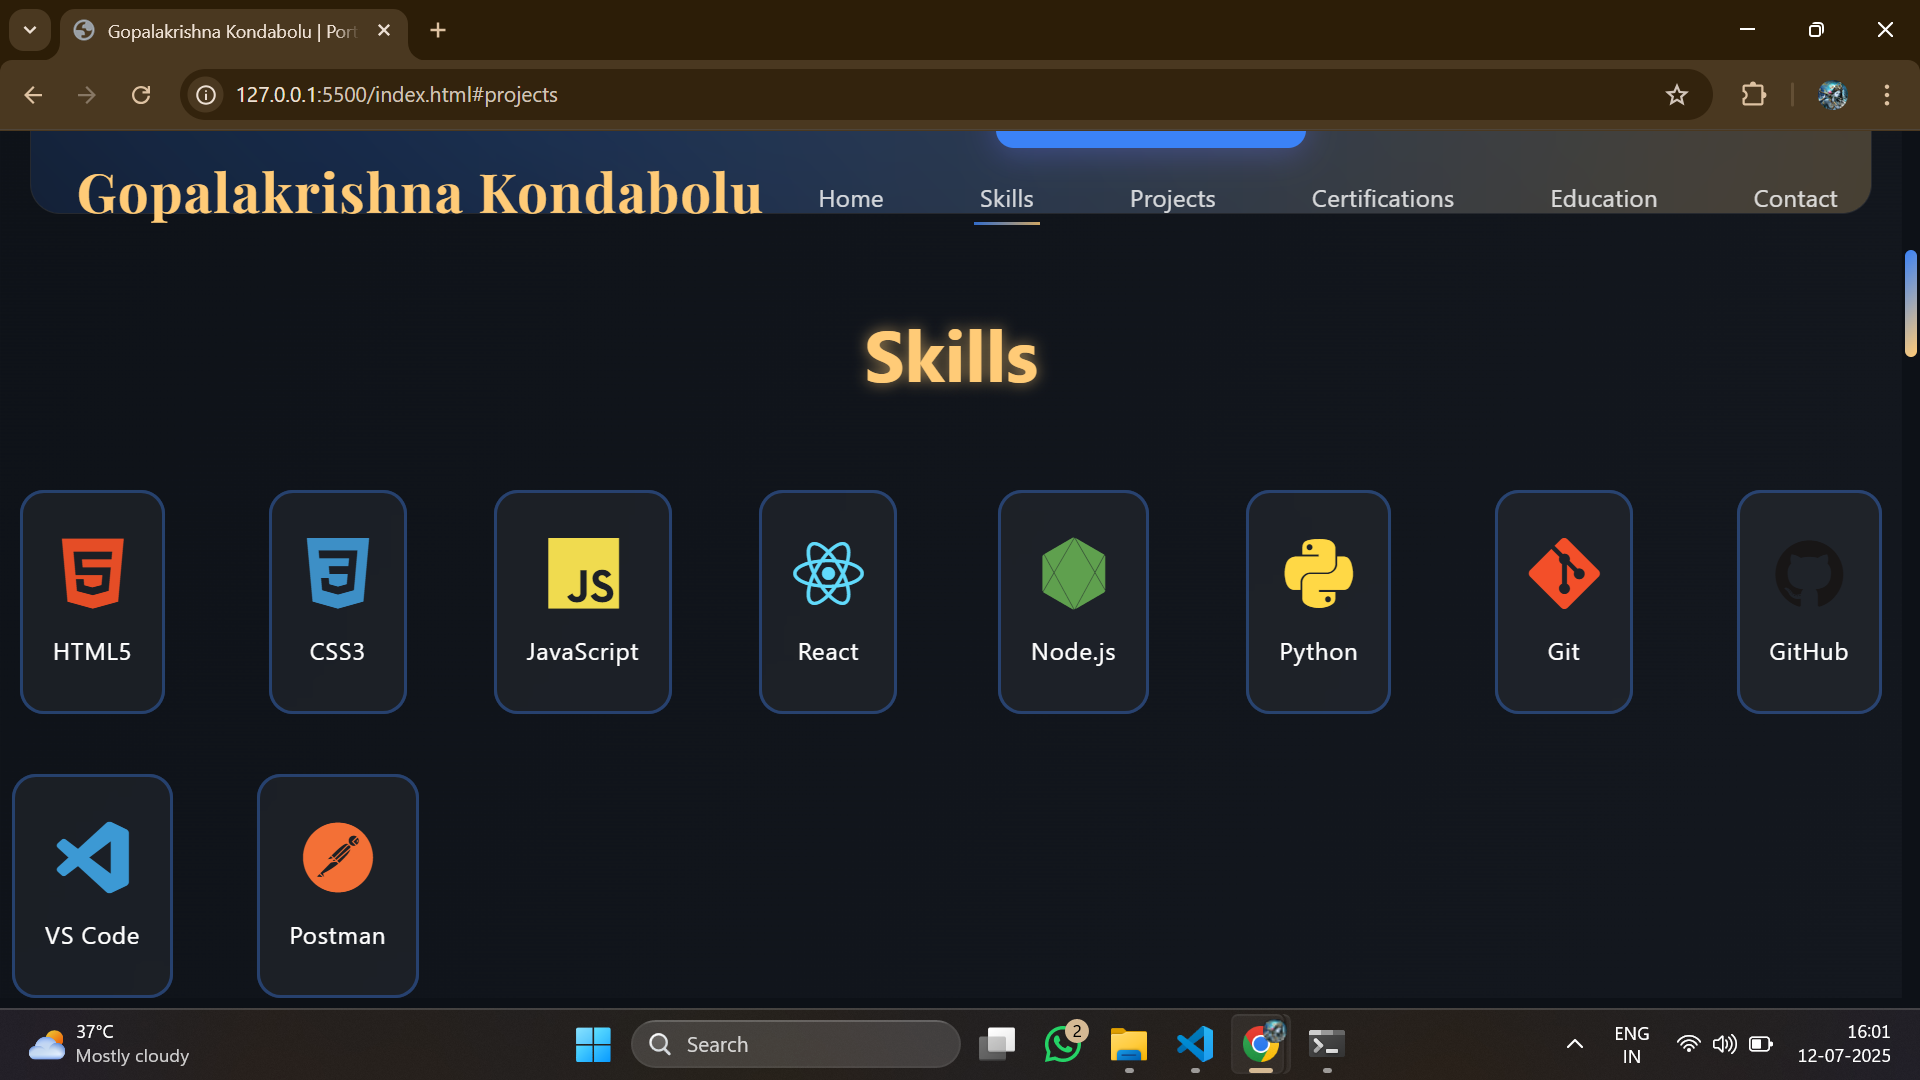 Gopalakrishna Kondabolu | Port
127.0.0.1:5500/index.html#projects
Gopalakrishna Kondabolu
Home Skills Projects Certifications Education Contact
Skills
JS
HTML5 CSS3 JavaScript React Node.js Python Git GitHub
VS Code Postman
37°C
Mostly cloudy
Search
2
ENG
IN
16:01
12-07-2025